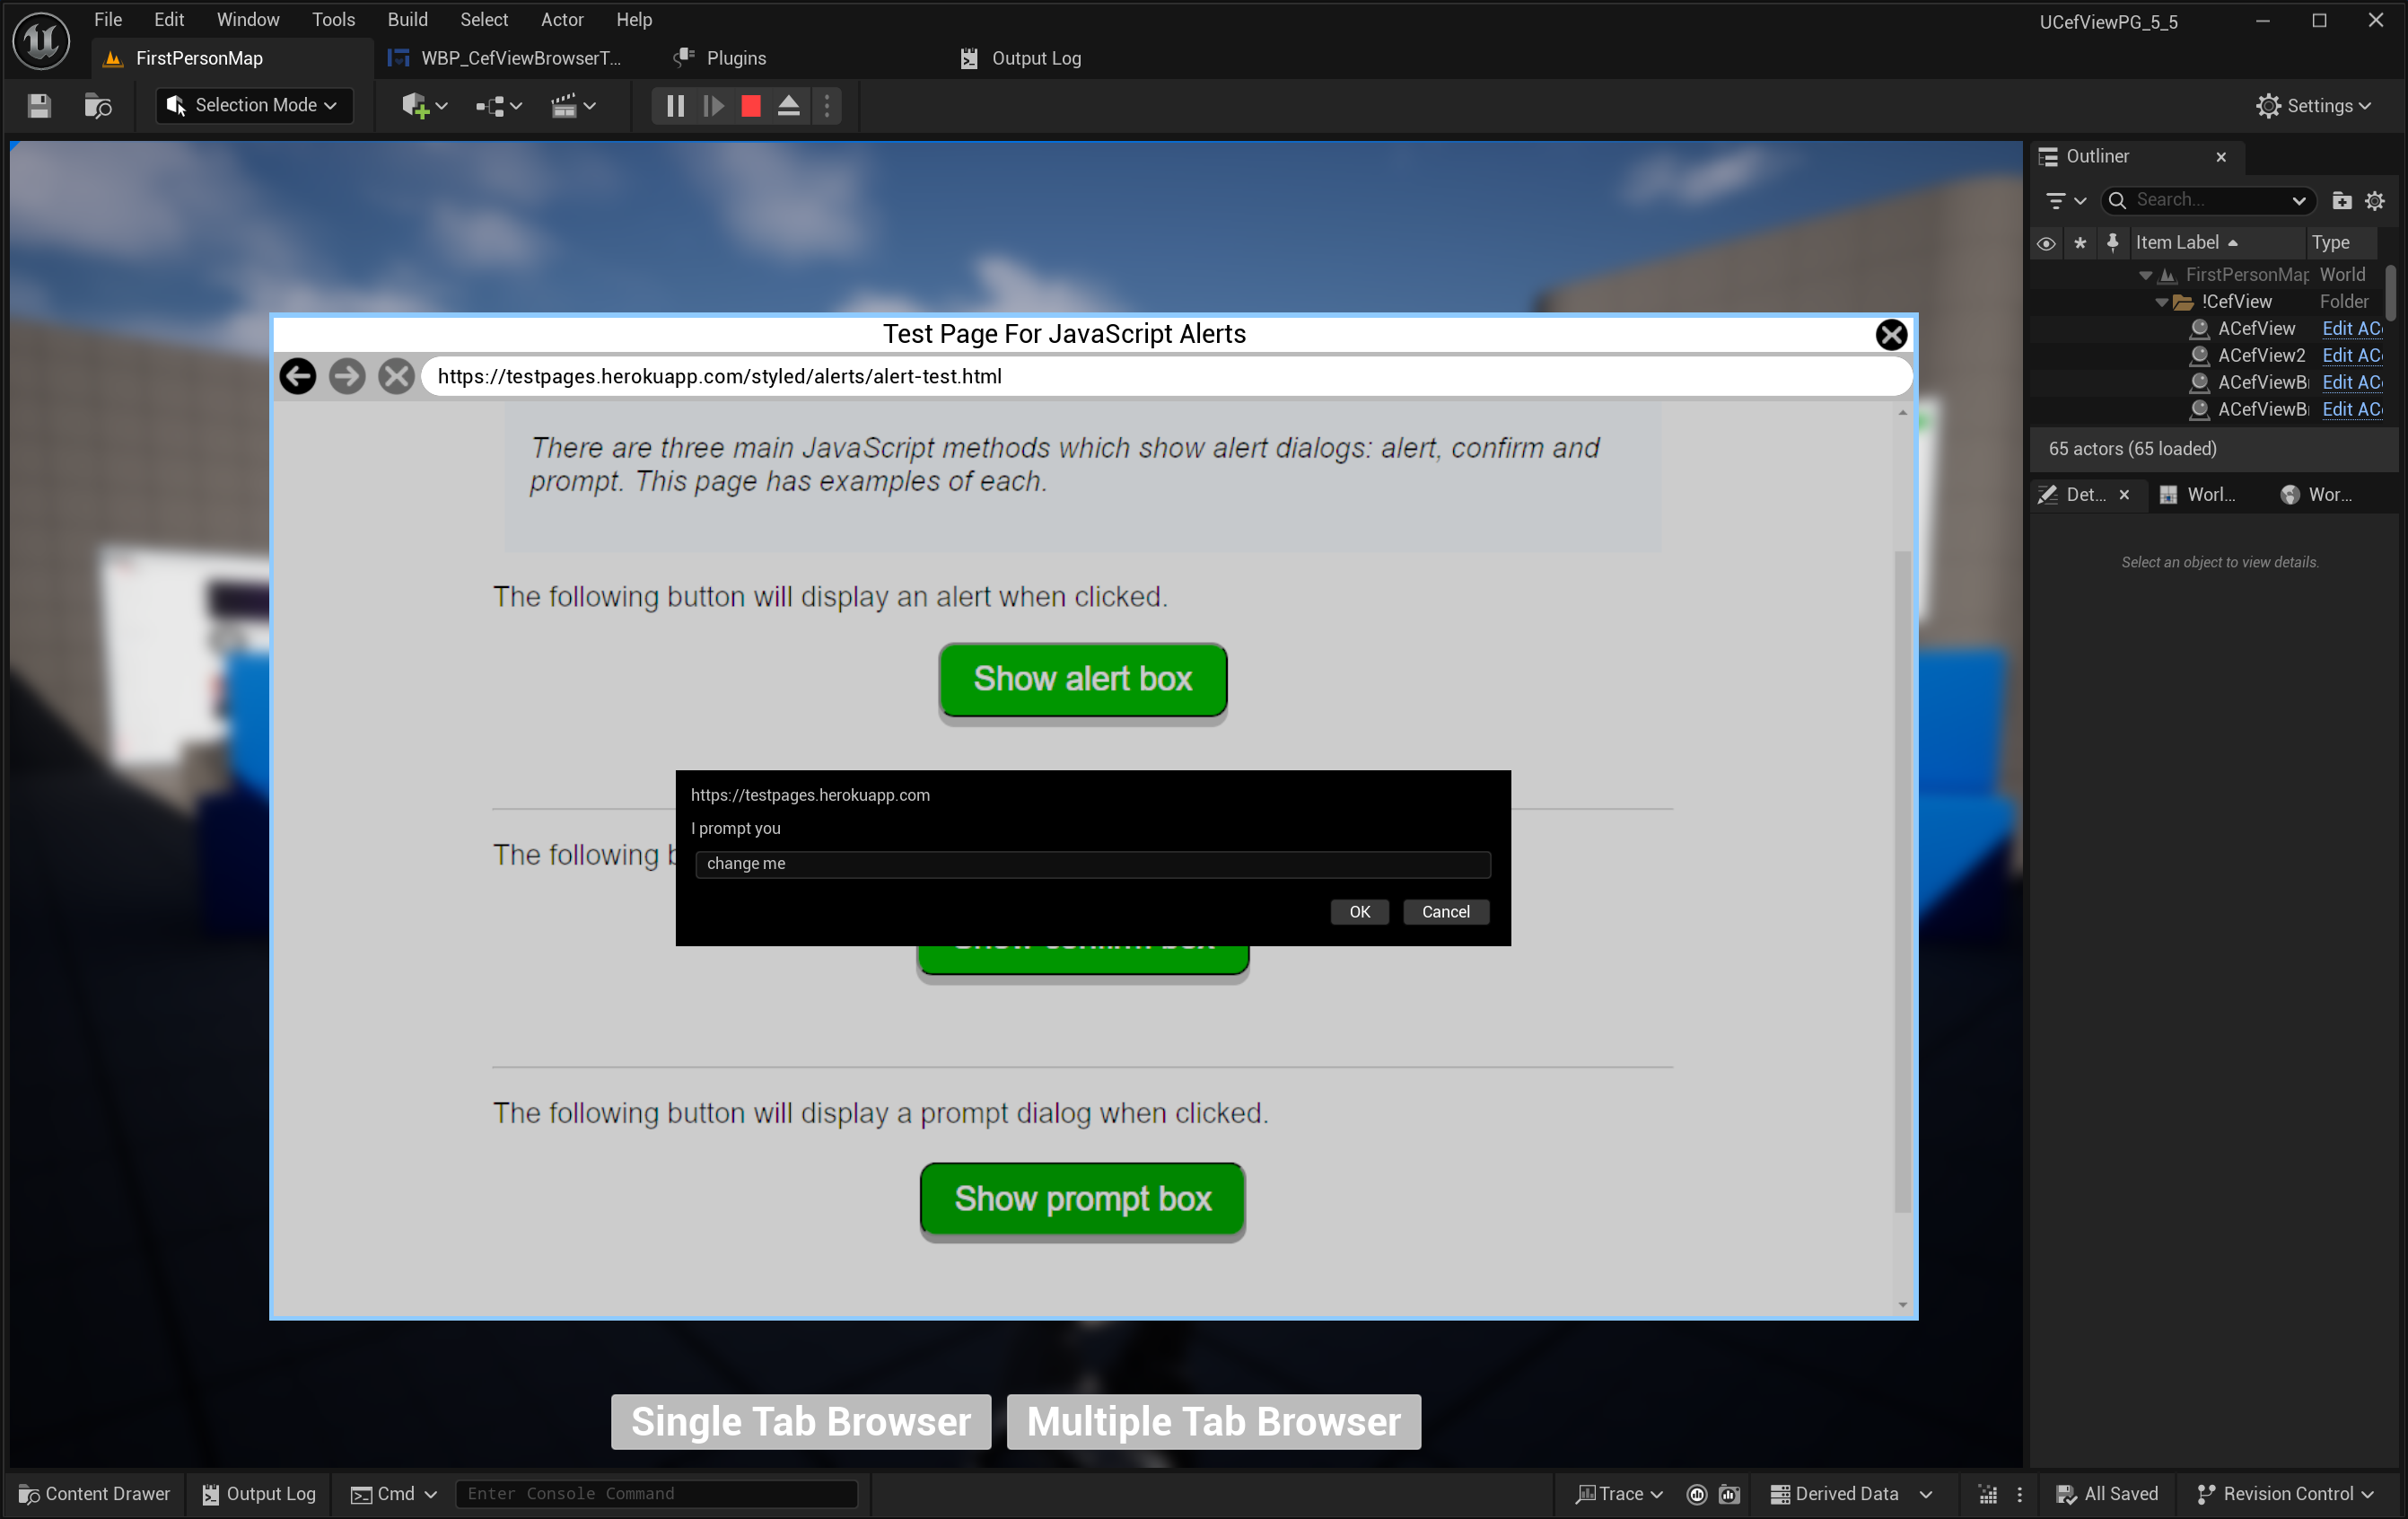 File Edit Window Tools Build Select Actor Help
UCefViewPG_5_5
FirstPersonMap
WBP_CefViewBrowserT...
Plugins
Output Log
Selection Mode
Settings
Outliner
Search...
Item Label
Type
FirstPersonMap World
!CefView Folder
ACefView Edit AC
ACefView2 Edit AC
ACefViewB Edit AC
ACefViewB Edit AC
65 actors (65 loaded)
Det...
Worl...
Wor...
Select an object to view details.
Test Page For JavaScript Alerts
https://testpages.herokuapp.com/styled/alerts/alert-test.html
There are three main JavaScript methods which show alert dialogs: alert, confirm and
prompt. This page has examples of each.
The following button will display an alert when clicked.
Show alert box
https://testpages.herokuapp.com
I prompt you
The following
change me
OK
Cancel
Show confirm box
The following button will display a prompt dialog when clicked.
Show prompt box
Single Tab Browser
Multiple Tab Browser
Content Drawer
Output Log
Cmd
Enter Console Command
Trace
Derived Data
All Saved
Revision Control